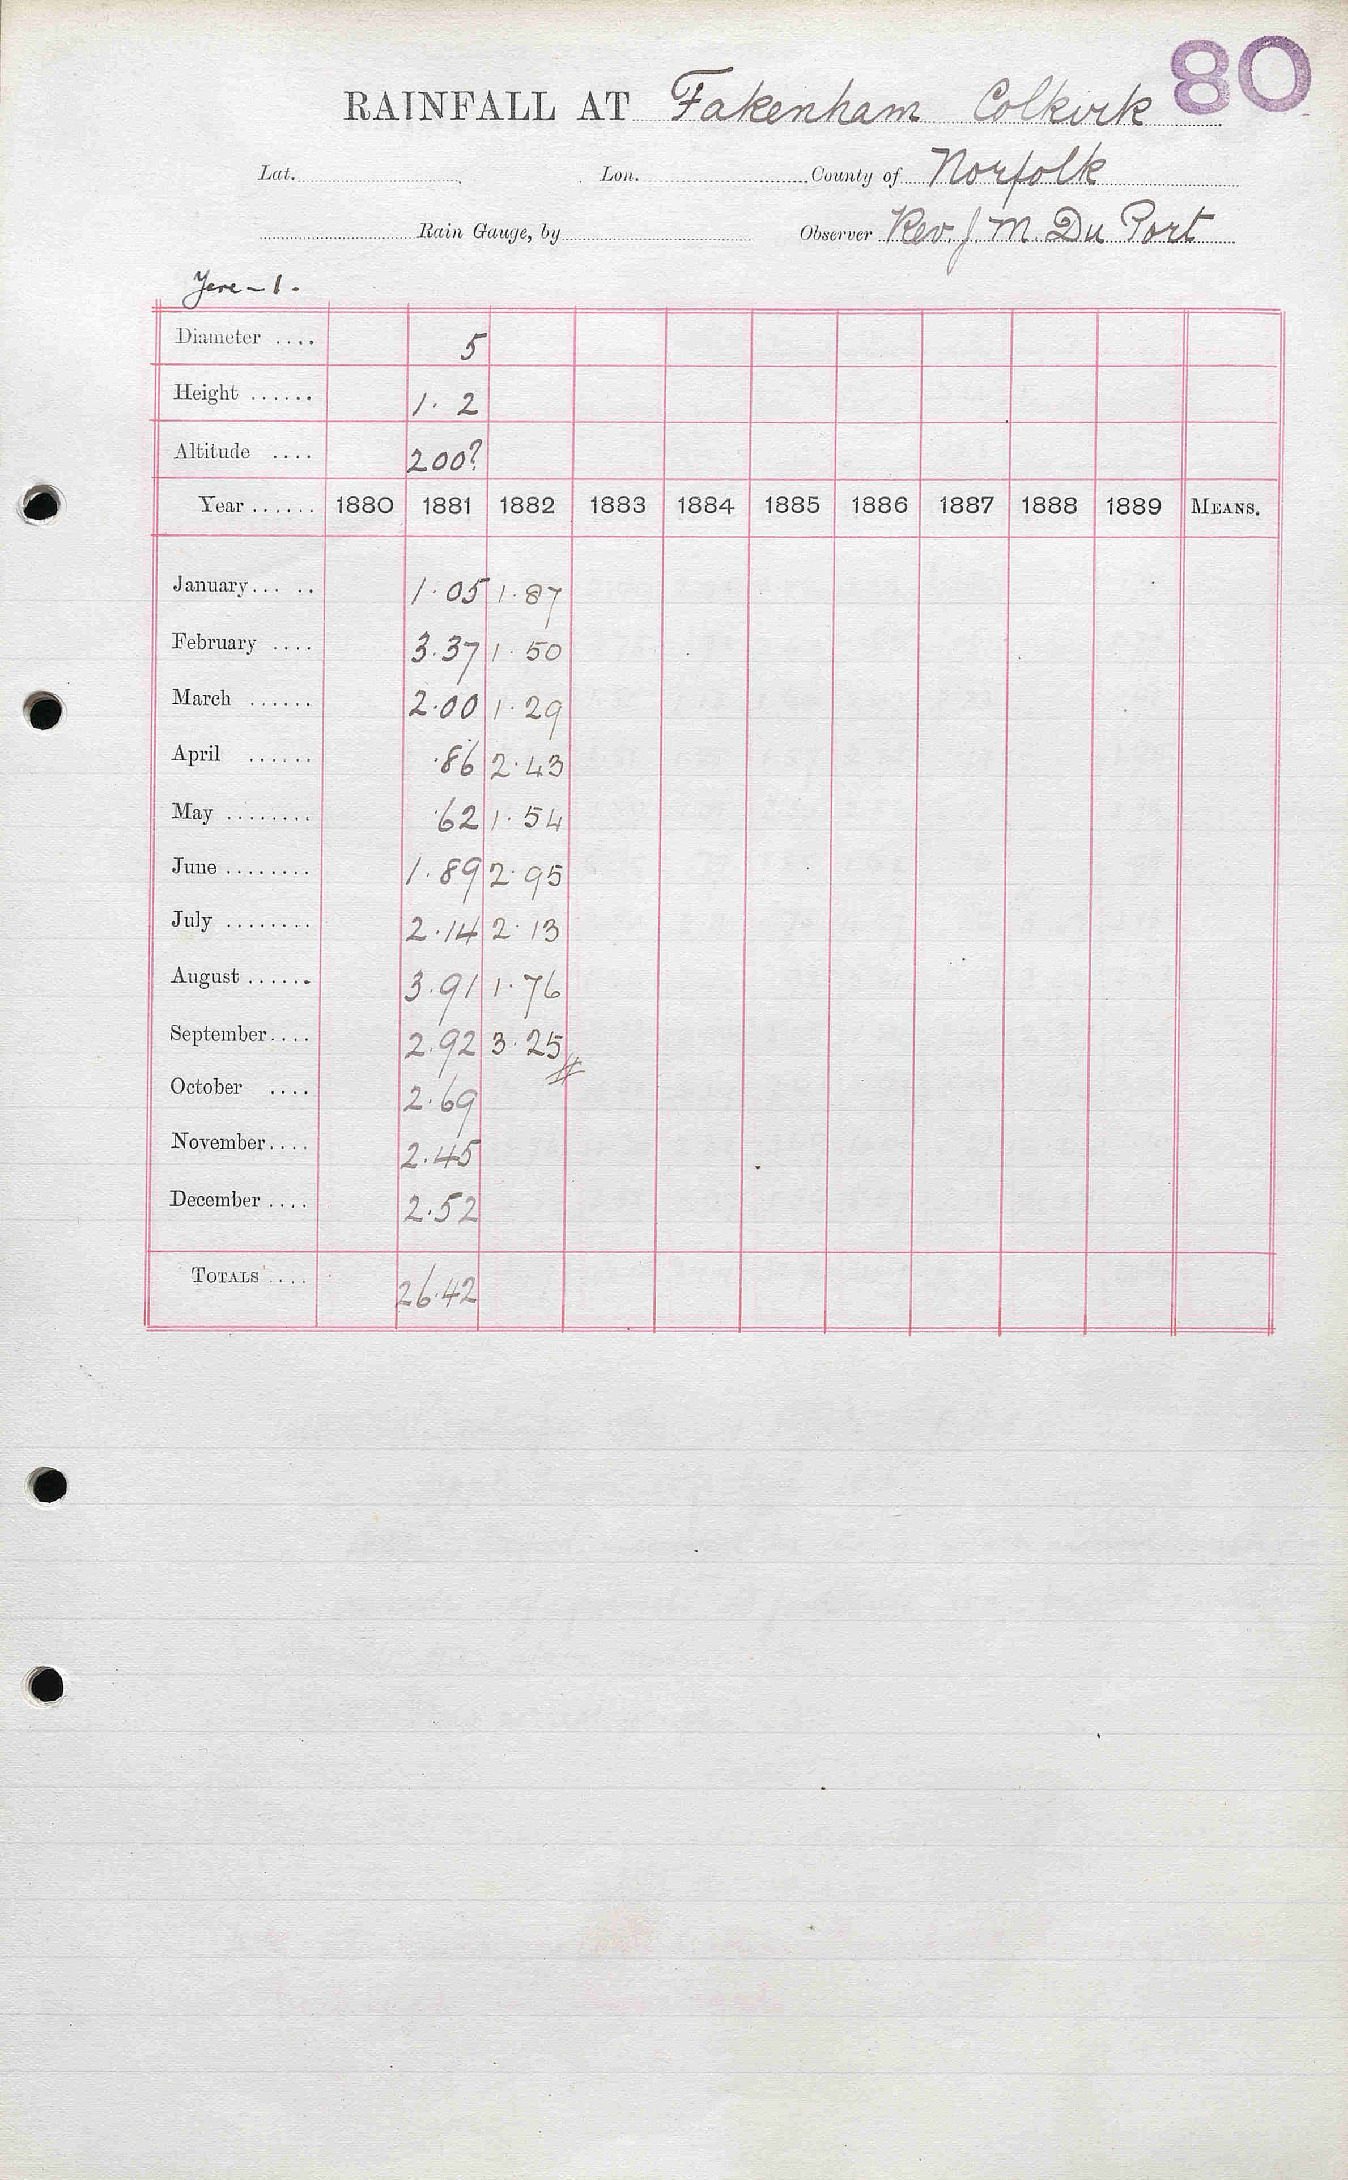 80
RAINFALL AT Fakenham Colkirk
Lat. Lon. County of Norfolk
Rain Gauge, by Observer Rev. J. M. Du Port
Diameter .... 5
Height ...... 1. 2
Altitude .... 200?
Year ...... 1880 1881 1882 1883 1884 1885 1886 1887 1888 1889 MEANS.
January... .. 1.05 1.87
February .... 3.37 1.50
March ...... 2.00 1.29
April ...... .86 2.43
May ........ .62 1.54
June ........ 1.89 2.95
July ........ 2.14 2.13
August ...... 3.91 1.76
September.... 2.92 3.25
October .... 2.69
November.... 2.45
December .... 2.52
TOTALS .... 26.42